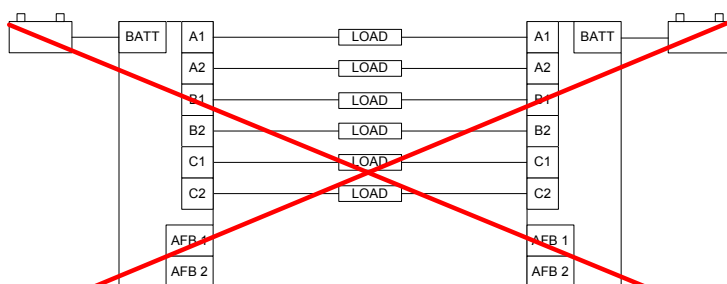 BATT A1 LOAD A1 BATT
A2 LOAD A2
B1 LOAD B1
B2 LOAD B2
C1 LOAD C1
C2 LOAD C2
AFB 1 AFB 1
AFB 2 AFB 2